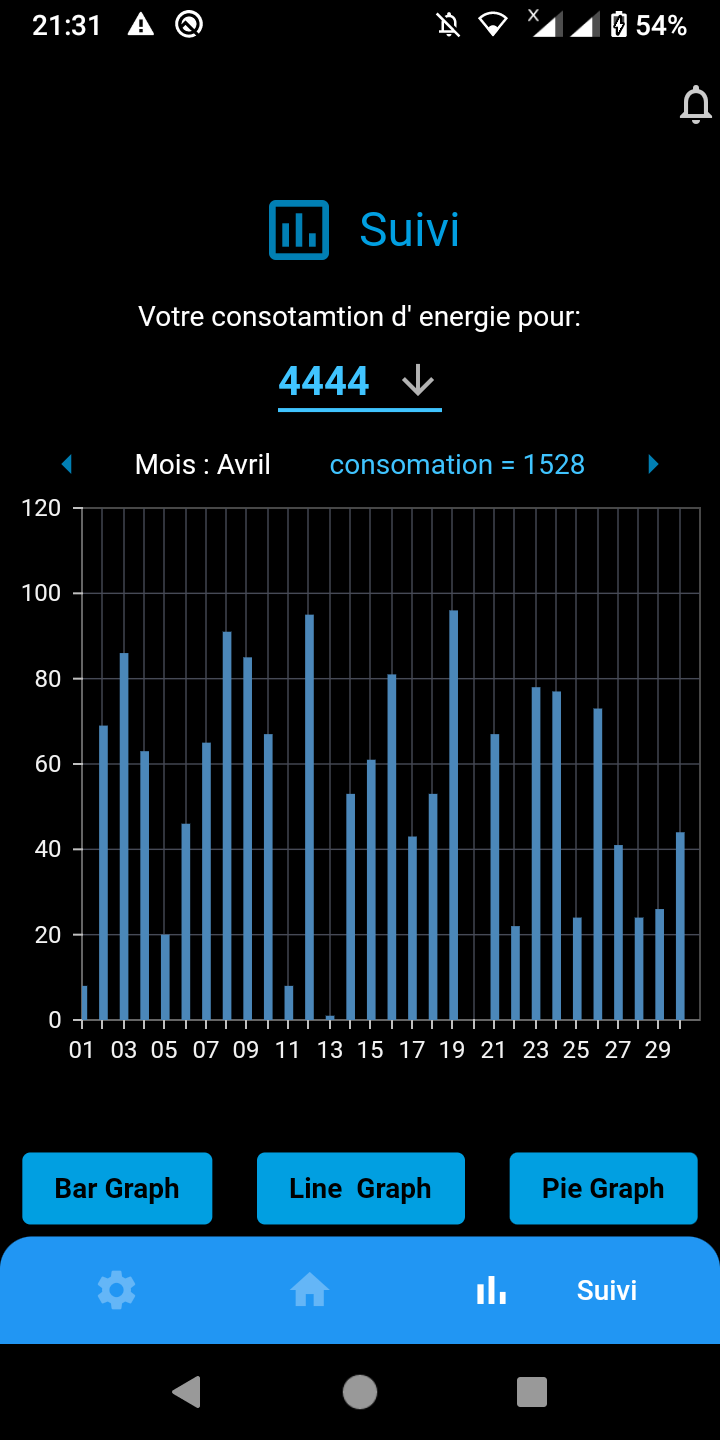 21:31 x 54%
Suivi
Votre consotamtion d' energie pour:
4444
Mois : Avril consomation = 1528
120
100
80
60
40
20
0
01 03 05 07 09 11 13 15 17 19 21 23 25 27 29
Bar Graph Line Graph Pie Graph
Suivi